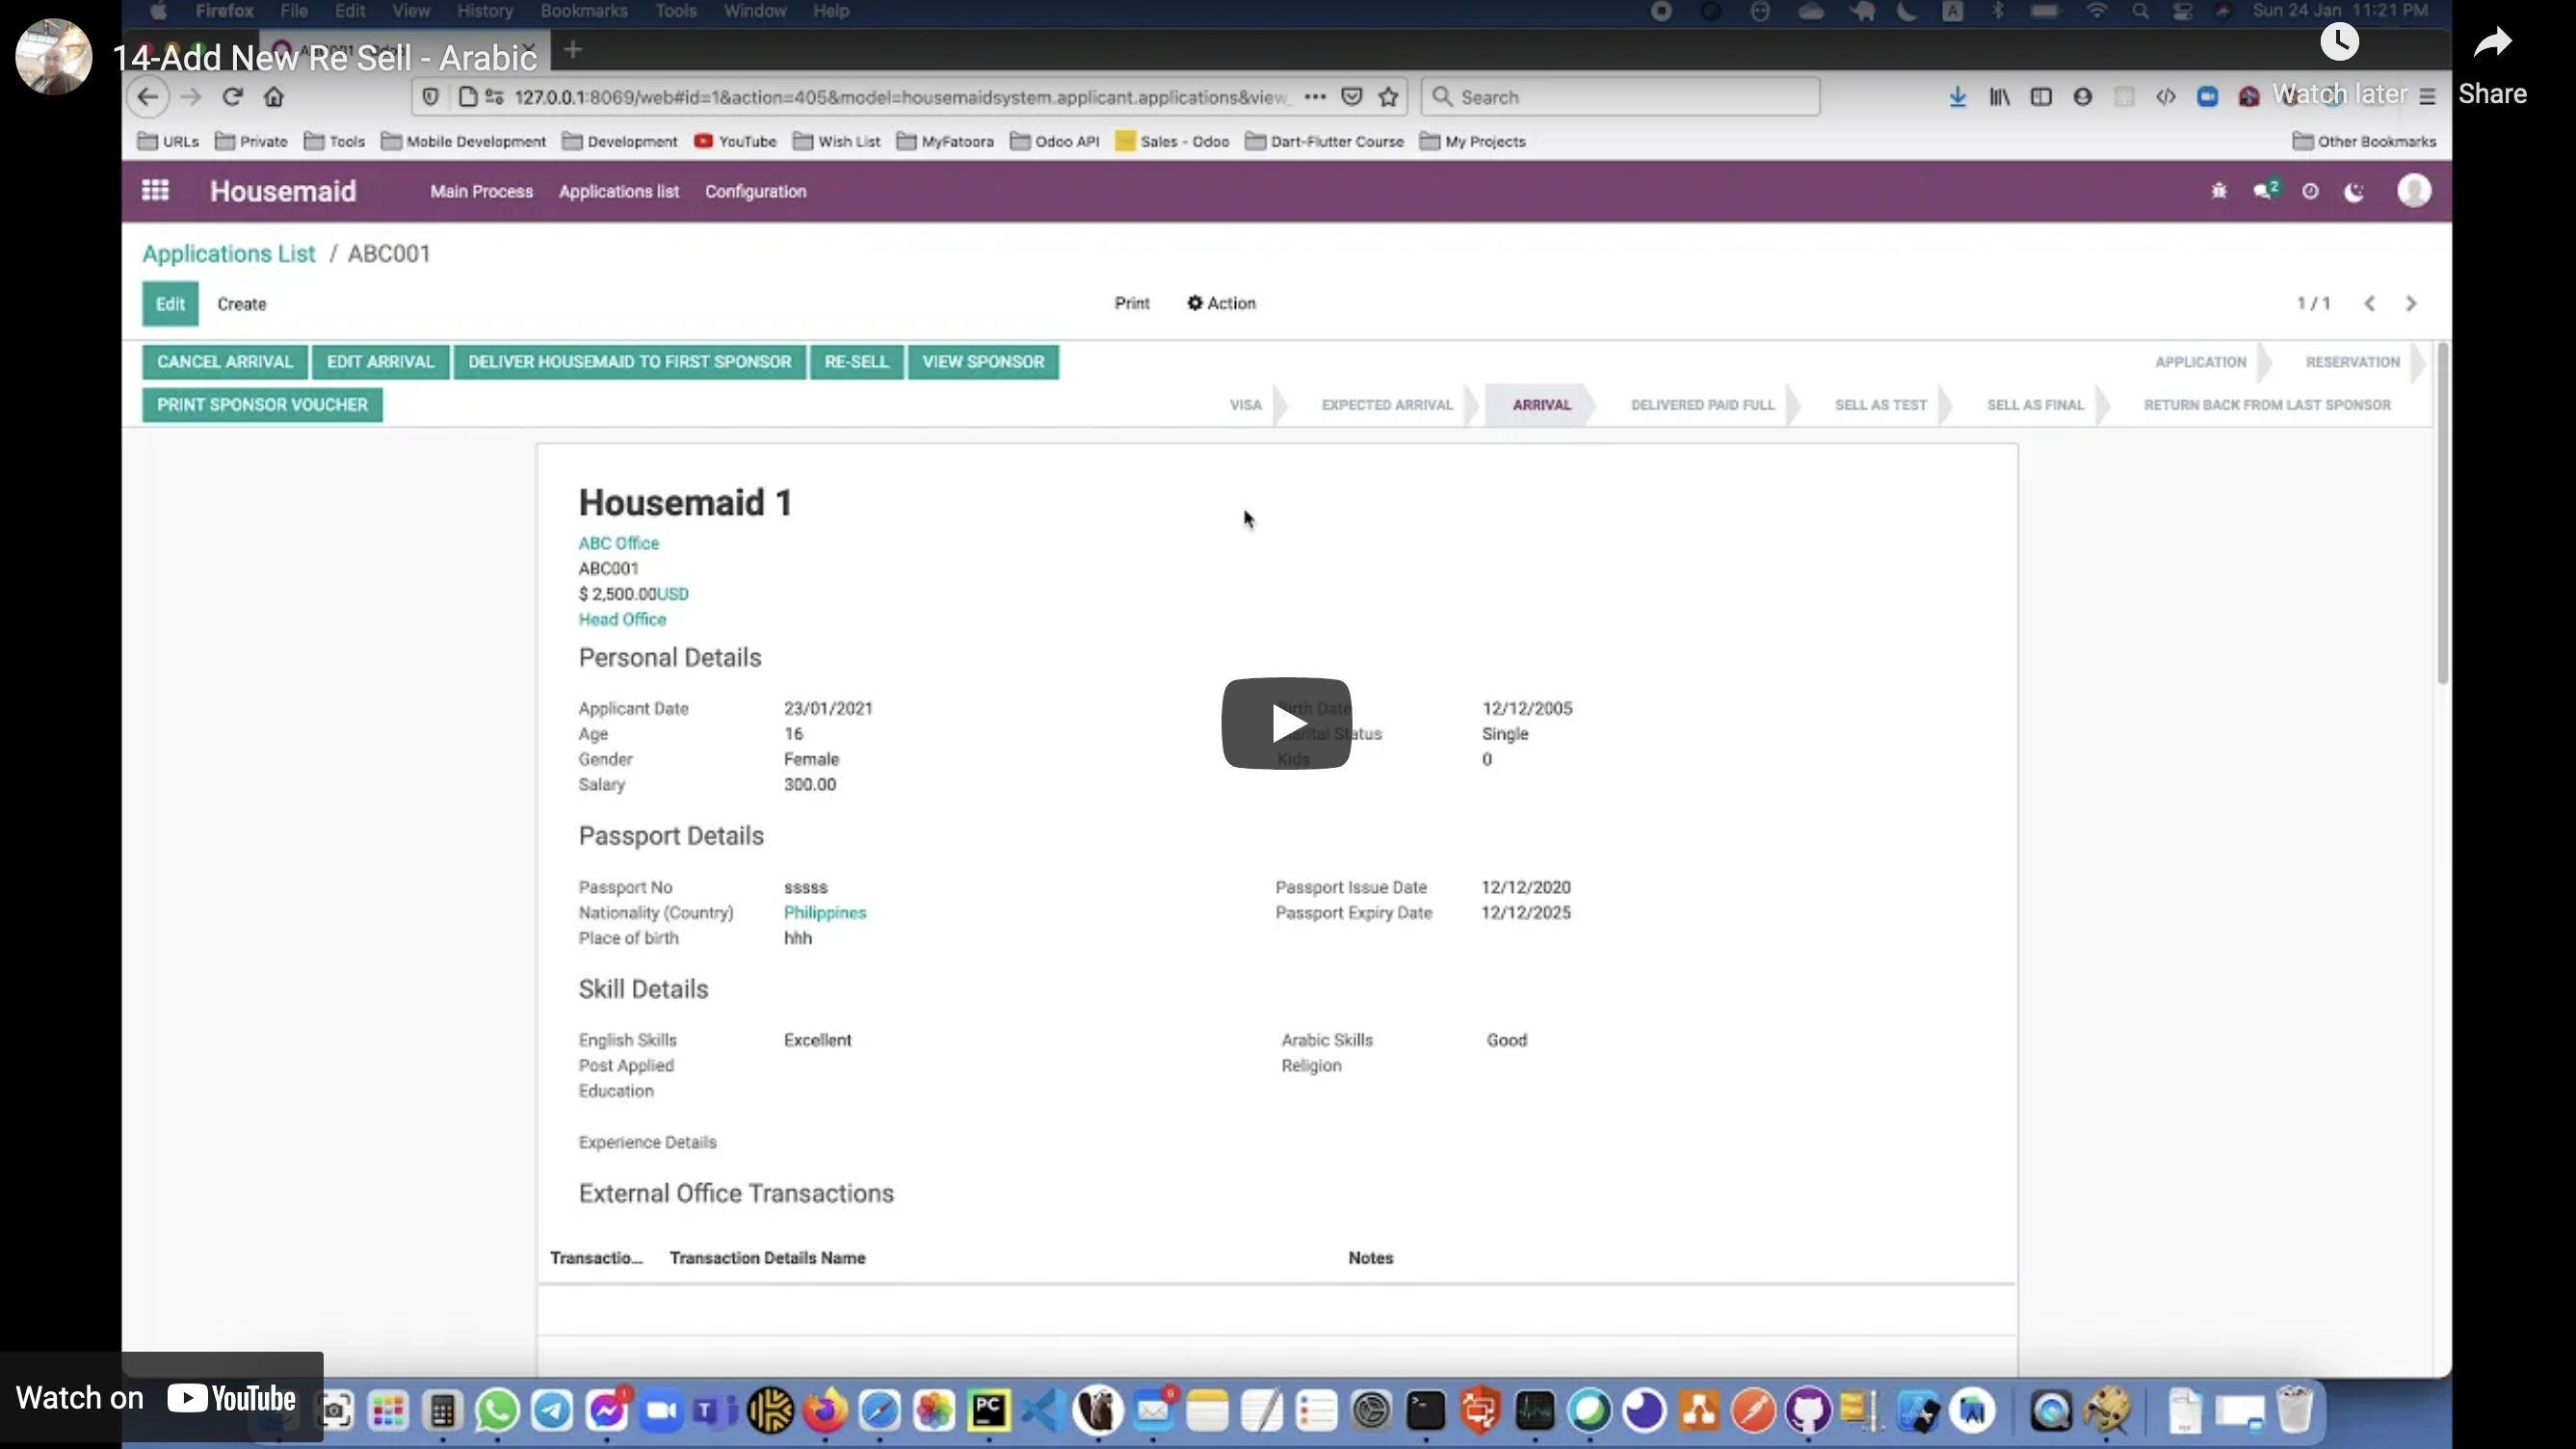 Firefox File Edit View History Bookmarks Tools Window Help Sun 24 Jan 11:21 PM
14-Add New Re Sell - Arabic
127.0.0.1:8069/web#id=1&action=405&model=housemaidsystem.applicant.applications&view_ Search
Watch later Share
URLs Private Tools Mobile Development Development YouTube Wish List MyFatoora Odoo API Sales - Odoo Dart-Flutter Course My Projects Other Bookmarks
Housemaid Main Process Applications list Configuration 2
Applications List / ABC001
Edit Create Print Action 1 / 1
CANCEL ARRIVAL EDIT ARRIVAL DELIVER HOUSEMAID TO FIRST SPONSOR RE-SELL VIEW SPONSOR APPLICATION RESERVATION
PRINT SPONSOR VOUCHER VISA EXPECTED ARRIVAL ARRIVAL DELIVERED PAID FULL SELL AS TEST SELL AS FINAL RETURN BACK FROM LAST SPONSOR
Housemaid 1
ABC Office
ABC001
$ 2,500.00USD
Head Office
Personal Details
Applicant Date 23/01/2021 Birth Date 12/12/2005
Age 16 Marital Status Single
Gender Female Kids 0
Salary 300.00
Passport Details
Passport No sssss Passport Issue Date 12/12/2020
Nationality (Country) Philippines Passport Expiry Date 12/12/2025
Place of birth hhh
Skill Details
English Skills Excellent Arabic Skills Good
Post Applied Religion
Education
Experience Details
External Office Transactions
Transactio... Transaction Details Name Notes
Watch on YouTube